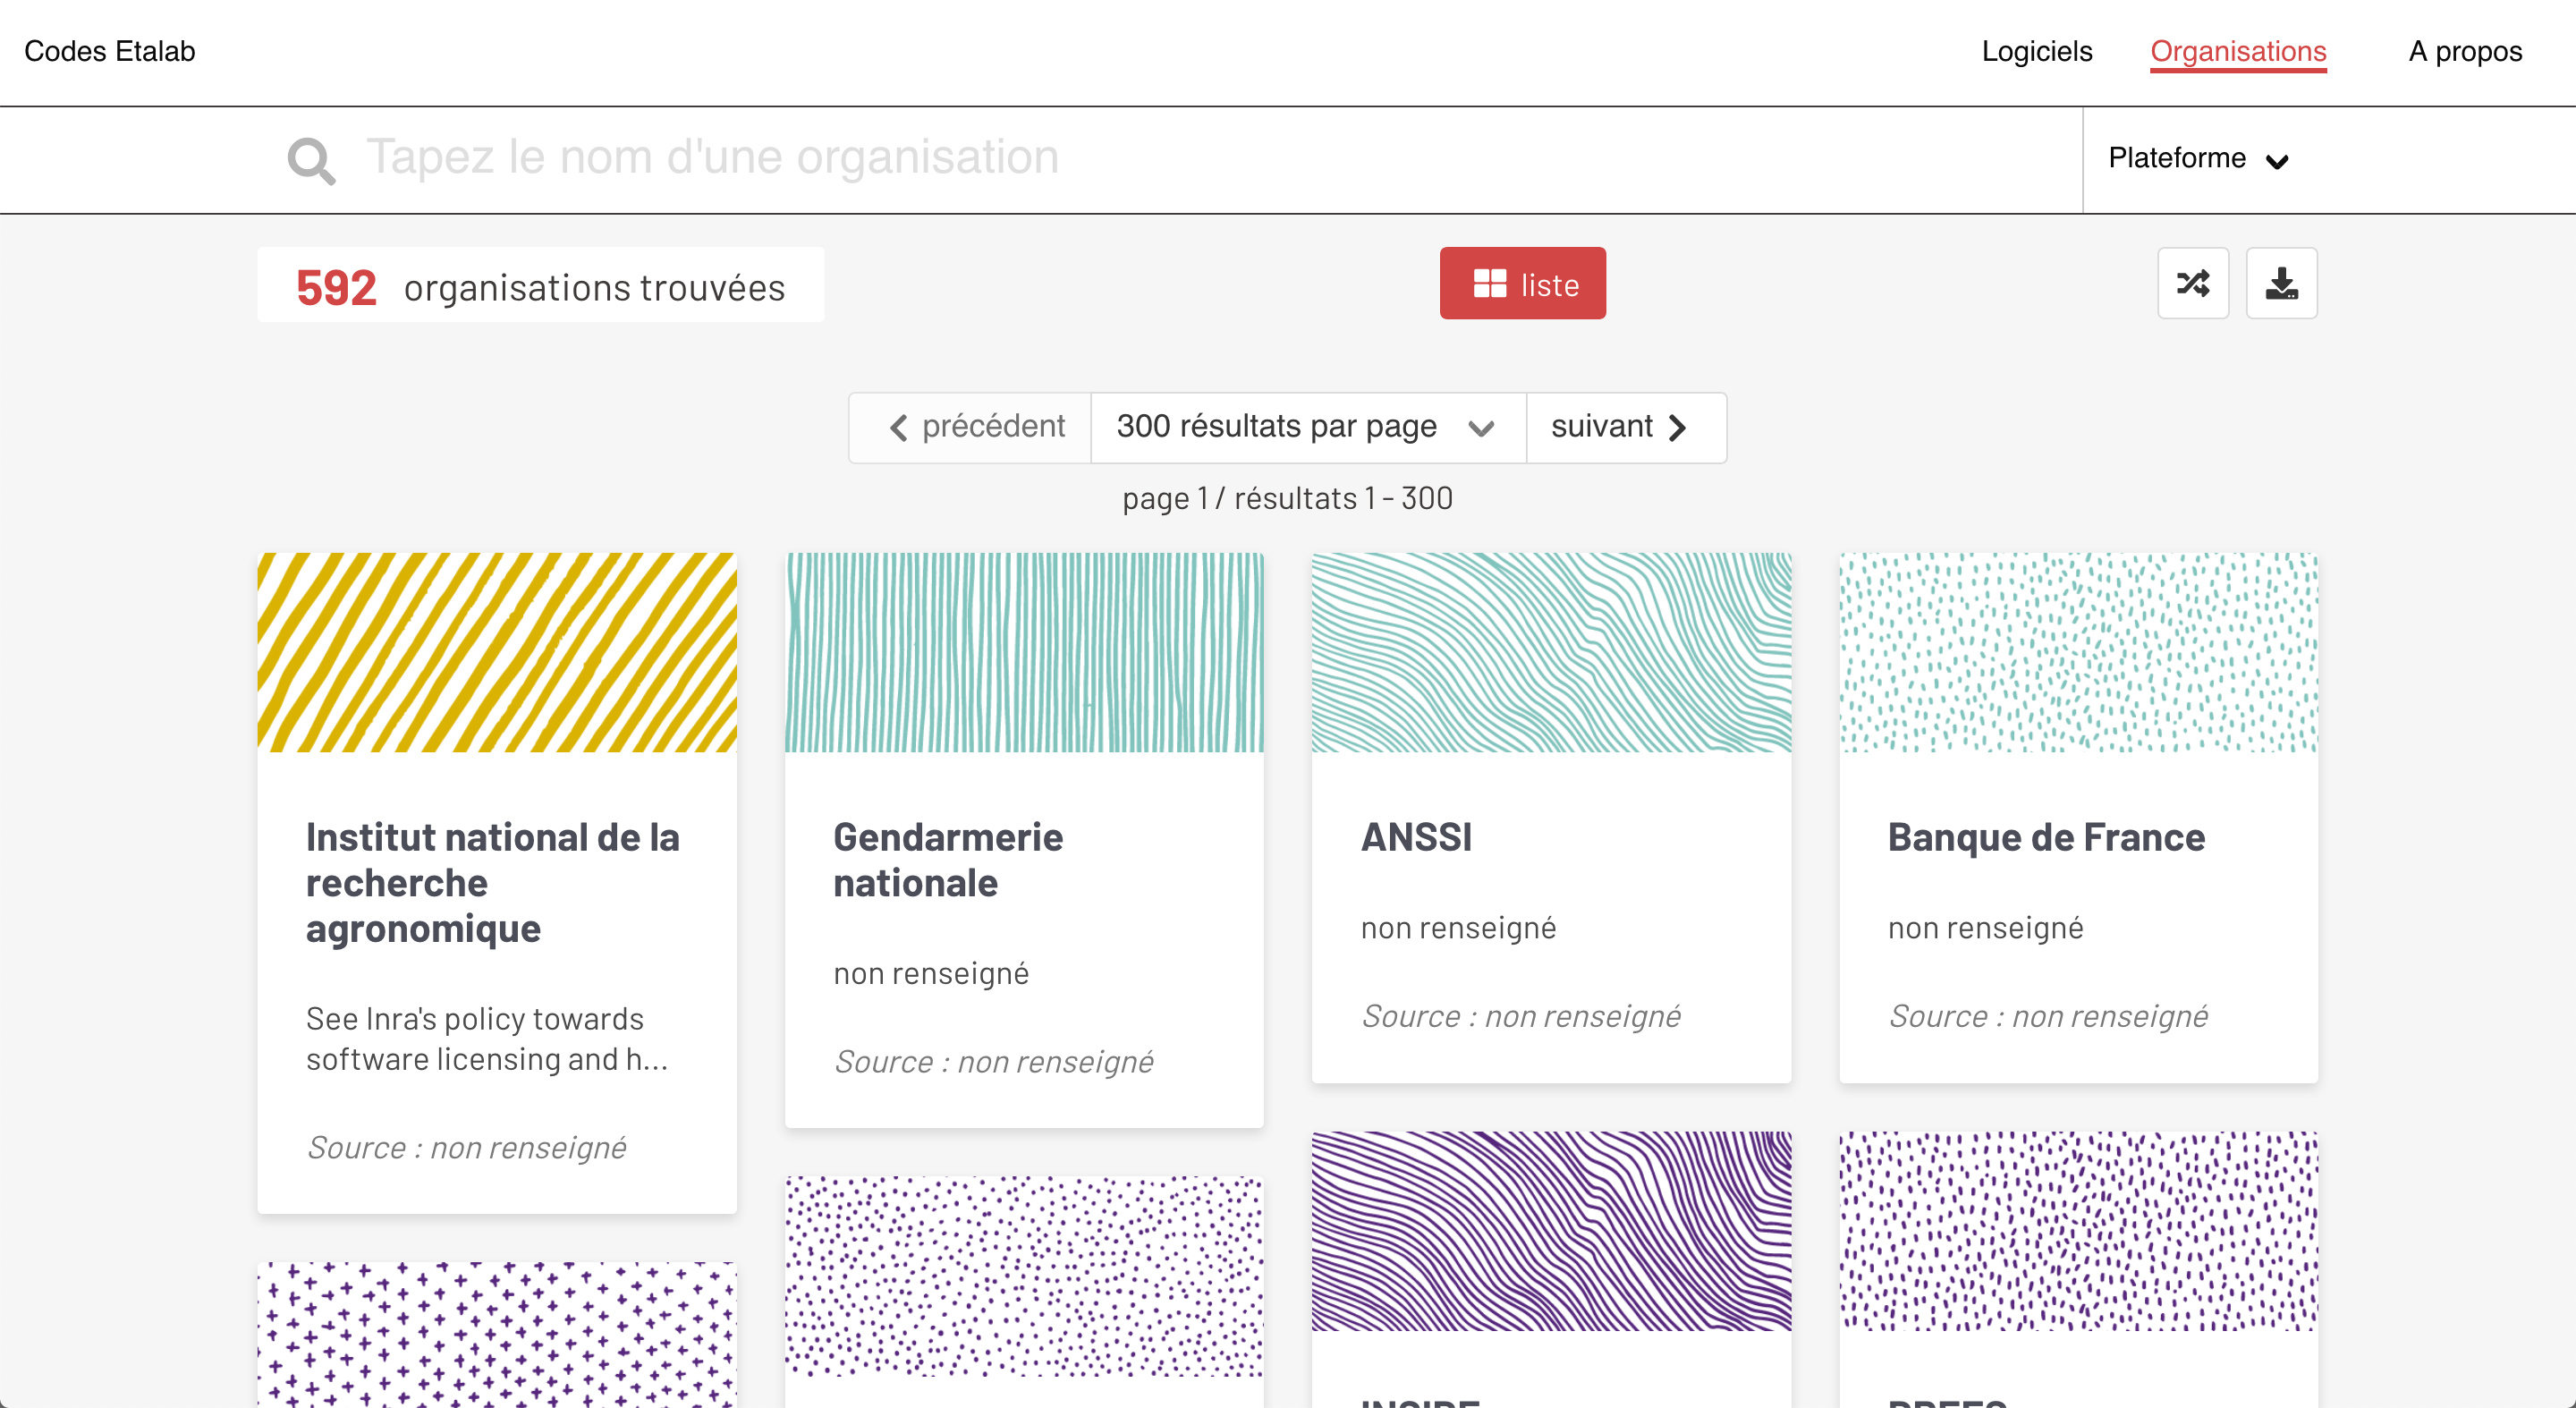 Codes Etalab
Logiciels
Organisations
A propos
Tapez le nom d'une organisation
Plateforme
592 organisations trouvées
liste
précédent
300 résultats par page
suivant
page 1 / résultats 1 - 300
Institut national de la
recherche
agronomique
See Inra's policy towards
software licensing and h...
Source : non renseigné
Gendarmerie
nationale
non renseigné
Source : non renseigné
ANSSI
non renseigné
Source : non renseigné
Banque de France
non renseigné
Source : non renseigné